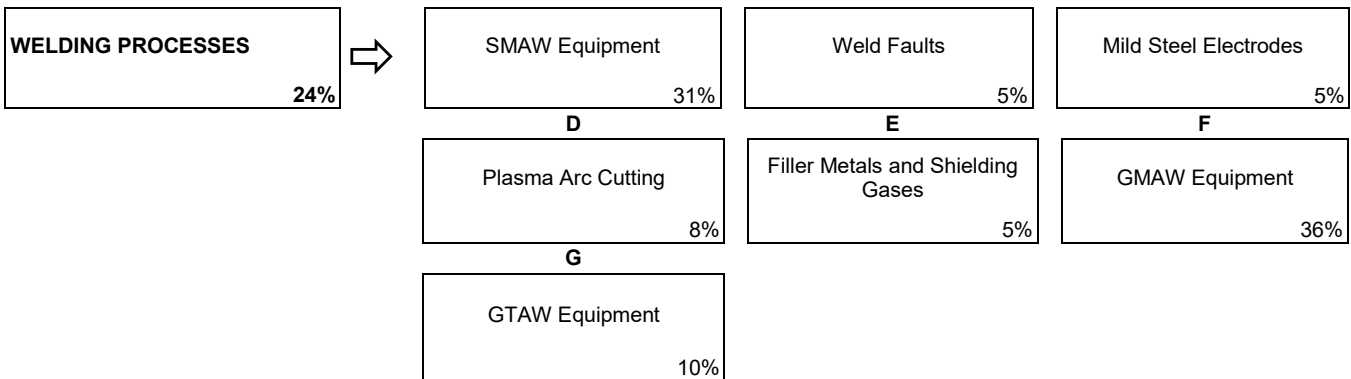 WELDING PROCESSES
24%
SMAW Equipment
31%
Weld Faults
5%
Mild Steel Electrodes
5%
D
E
F
Plasma Arc Cutting
8%
Filler Metals and Shielding
Gases
5%
GMAW Equipment
36%
G
GTAW Equipment
10%